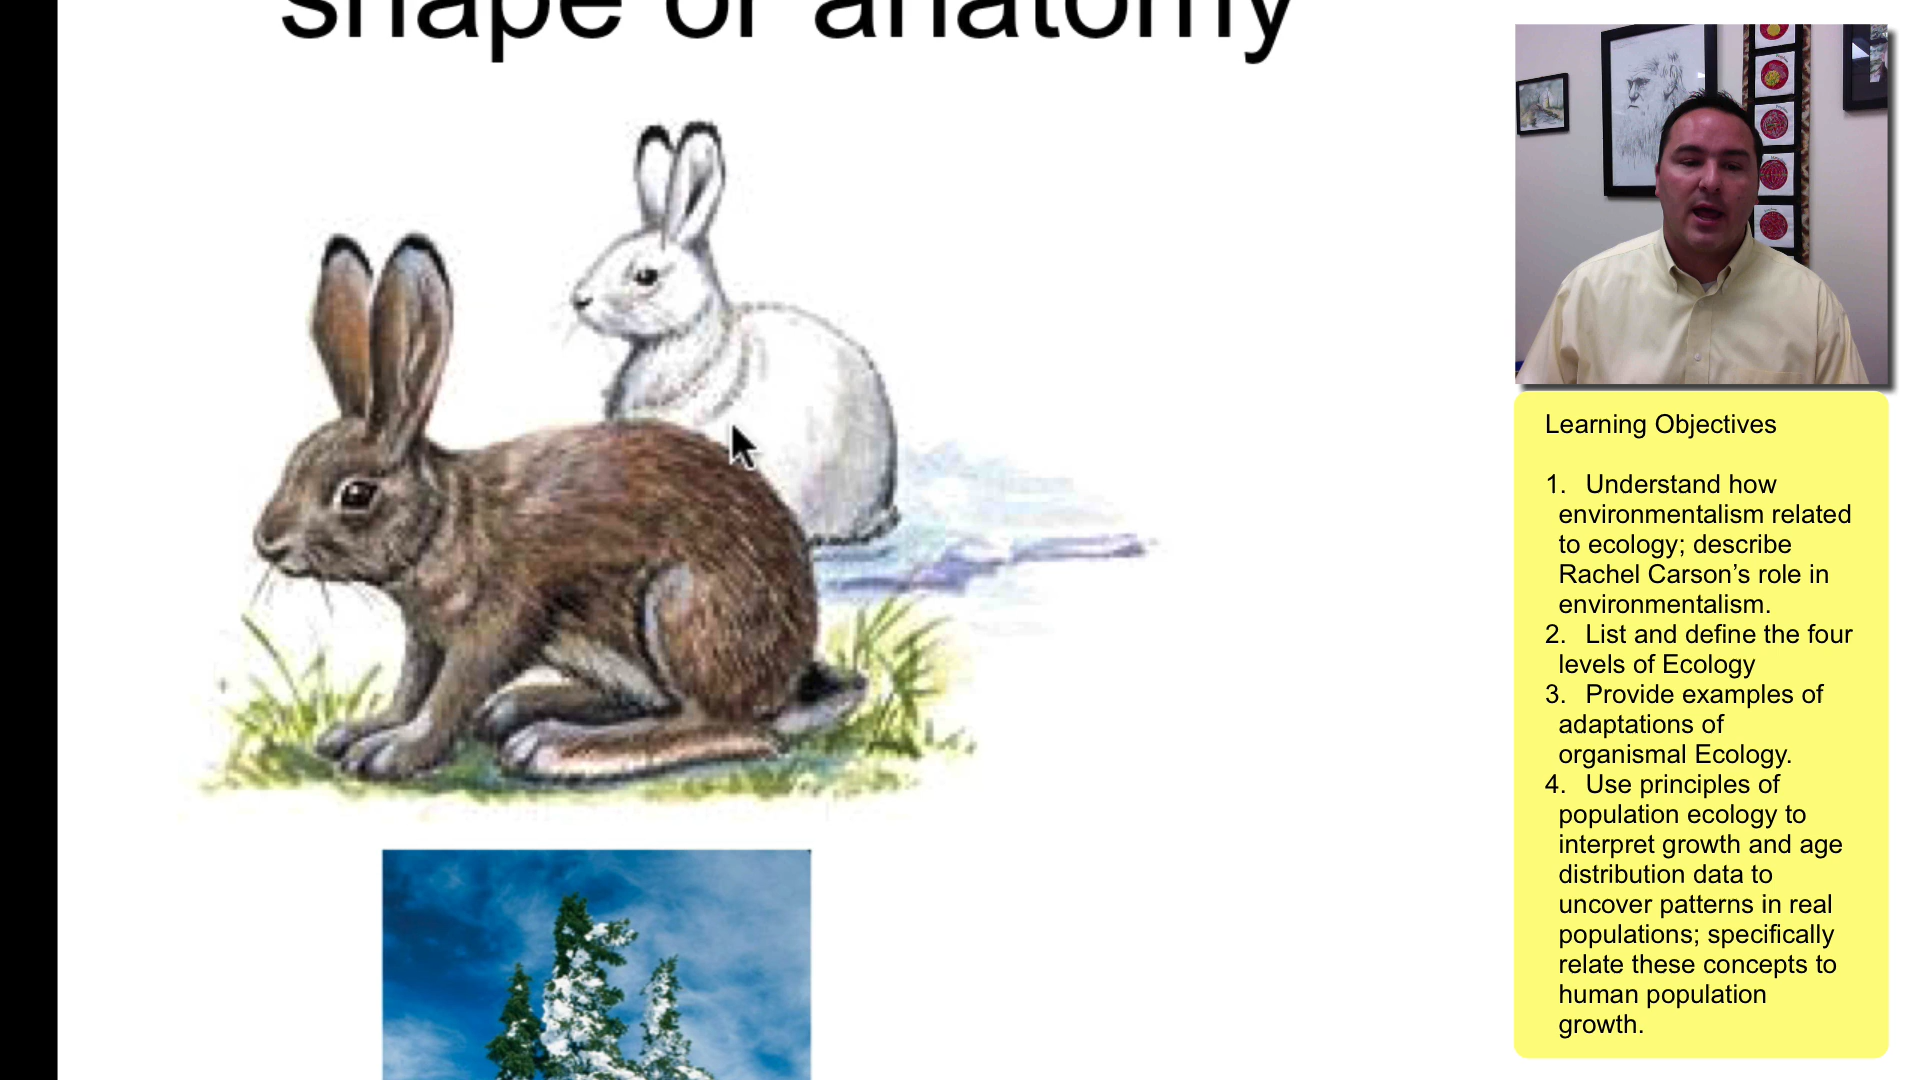 shape or anatomy
Learning Objectives
1. Understand how
environmentalism related
to ecology; describe
Rachel Carson’s role in
environmentalism.
2. List and define the four
levels of Ecology
3. Provide examples of
adaptations of
organismal Ecology.
4. Use principles of
population ecology to
interpret growth and age
distribution data to
uncover patterns in real
populations; specifically
relate these concepts to
human population
growth.